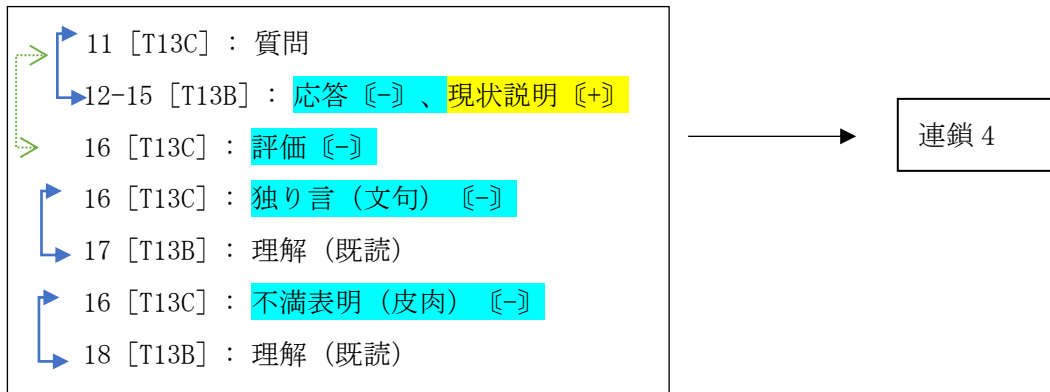 11 [T13C] : 質問
12-15 [T13B] : 応答〔-〕、現状説明〔+〕
16 [T13C] : 評価〔-〕
16 [T13C] : 独り言（文句）〔-〕
17 [T13B] : 理解（既読）
16 [T13C] : 不満表明（皮肉）〔-〕
18 [T13B] : 理解（既読）
連鎖 4